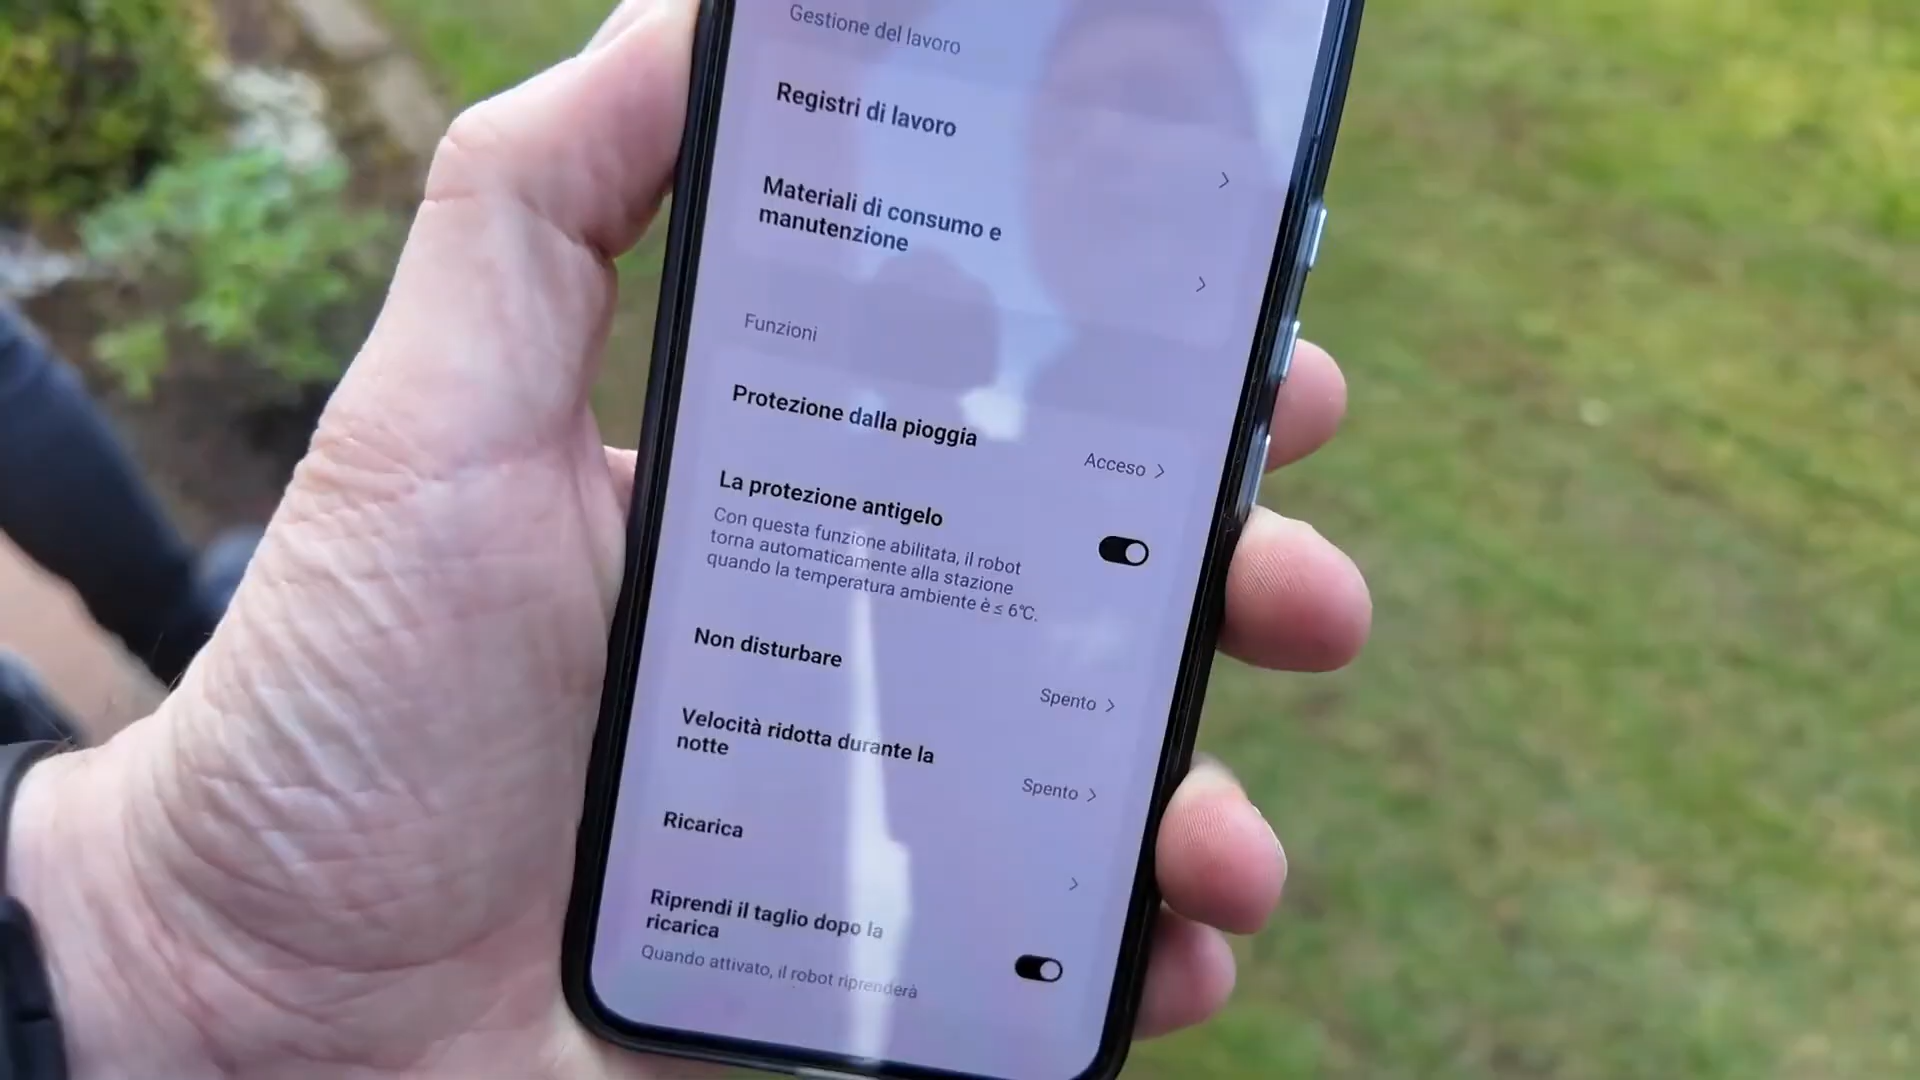 Gestione del lavoro
Registri di lavoro
Materiali di consumo e
manutenzione
Funzioni
Protezione dalla pioggia
Acceso
La protezione antigelo
Con questa funzione abilitata, il robot
torna automaticamente alla stazione
quando la temperatura ambiente è ≤ 6°C.
Non disturbare
Spento
Velocità ridotta durante la
notte
Spento
Ricarica
Riprendi il taglio dopo la
ricarica
Quando attivato, il robot riprenderà